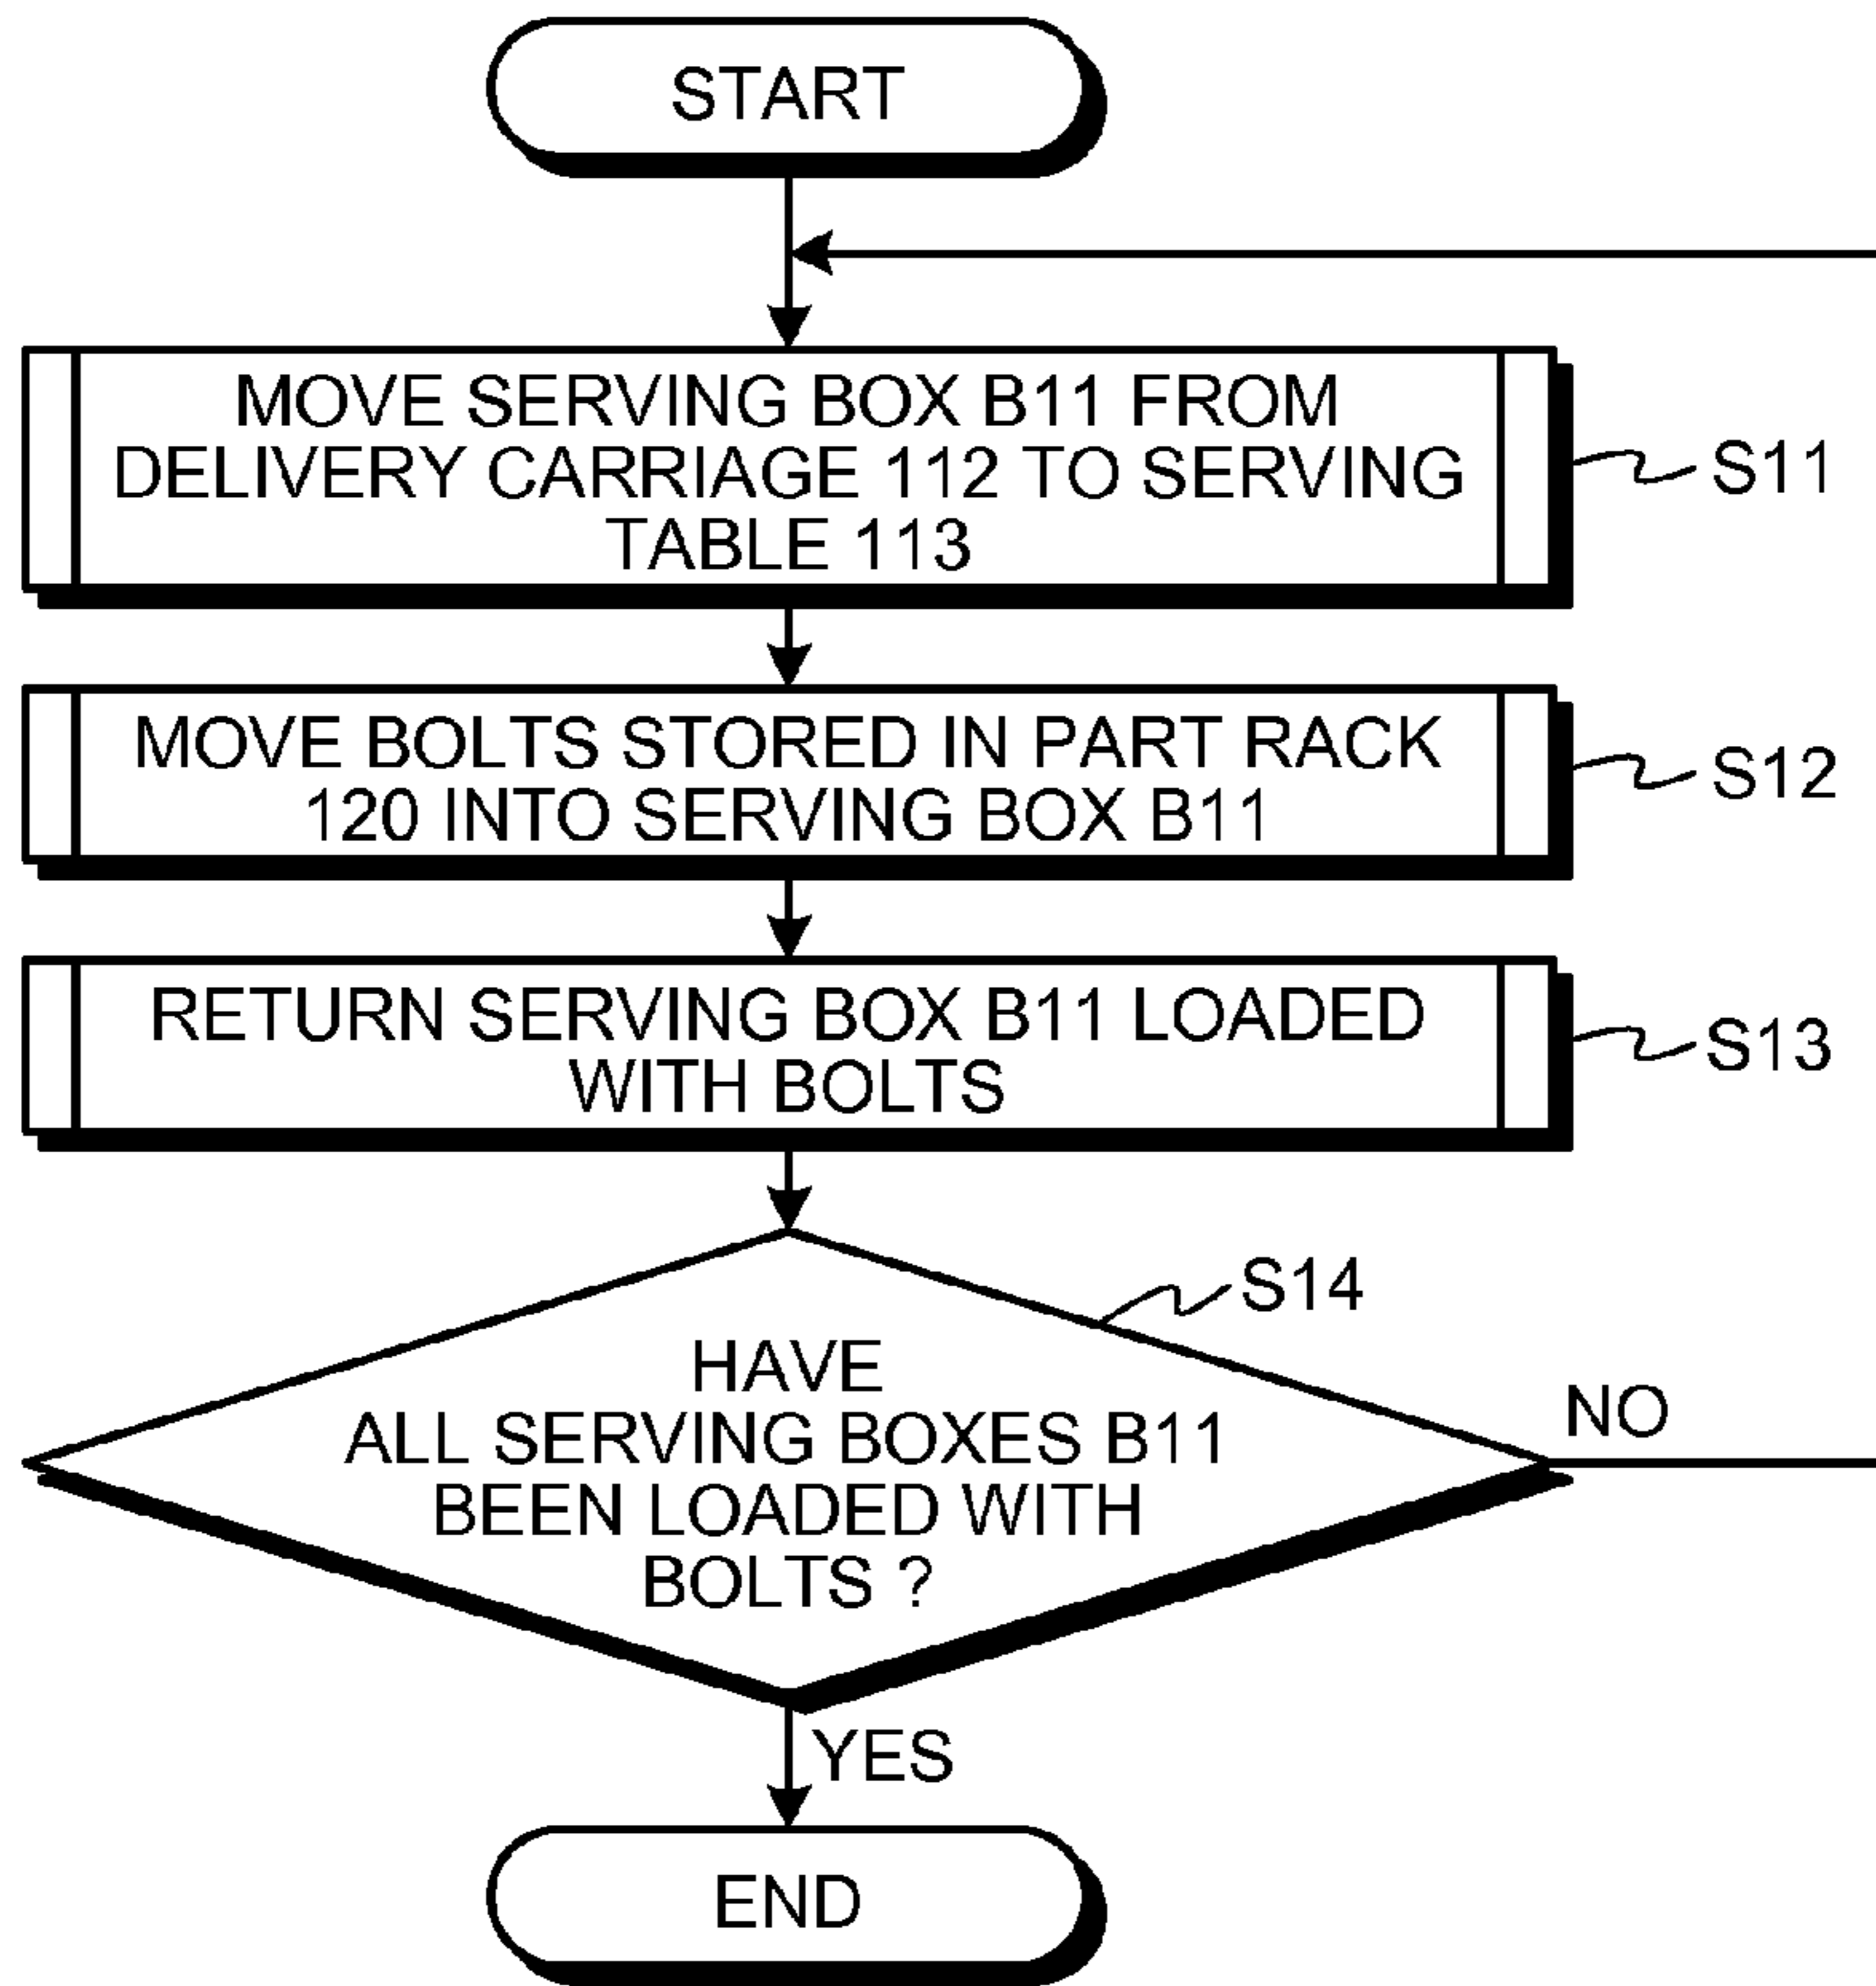 START
MOVE SERVING BOX B11 FROM
DELIVERY CARRIAGE 112 TO SERVING
TABLE 113
S11
MOVE BOLTS STORED IN PART RACK
120 INTO SERVING BOX B11
S12
RETURN SERVING BOX B11 LOADED
WITH BOLTS
S13
S14
HAVE
ALL SERVING BOXES B11
BEEN LOADED WITH
BOLTS ?
NO
YES
END